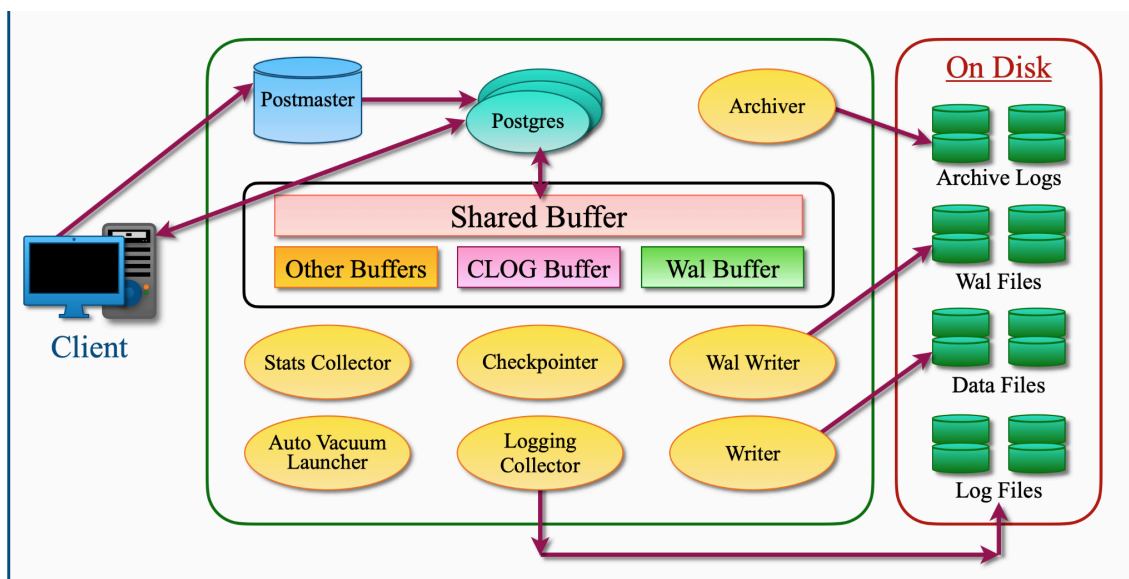 On Disk
Postmaster
Postgres
Archiver
Archive Logs
Shared Buffer
Other Buffers
CLOG Buffer
Wal Buffer
Wal Files
Client
Stats Collector
Checkpointer
Wal Writer
Data Files
Auto Vacuum
Launcher
Logging
Collector
Writer
Log Files